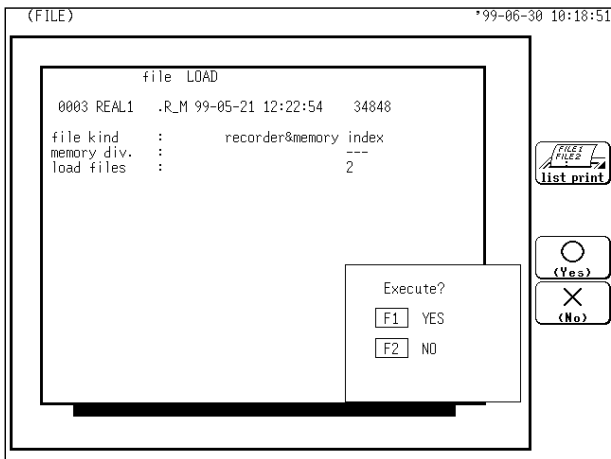 (FILE) '99-06-30 10:18:51
file LOAD
0003 REAL1 .R_M 99-05-21 12:22:54 34848
file kind : recorder&memory index
memory div. : ---
load files : 2
FILE1
FILE2
list print
(Yes)
Execute?
(No)
F1 YES
F2 NO